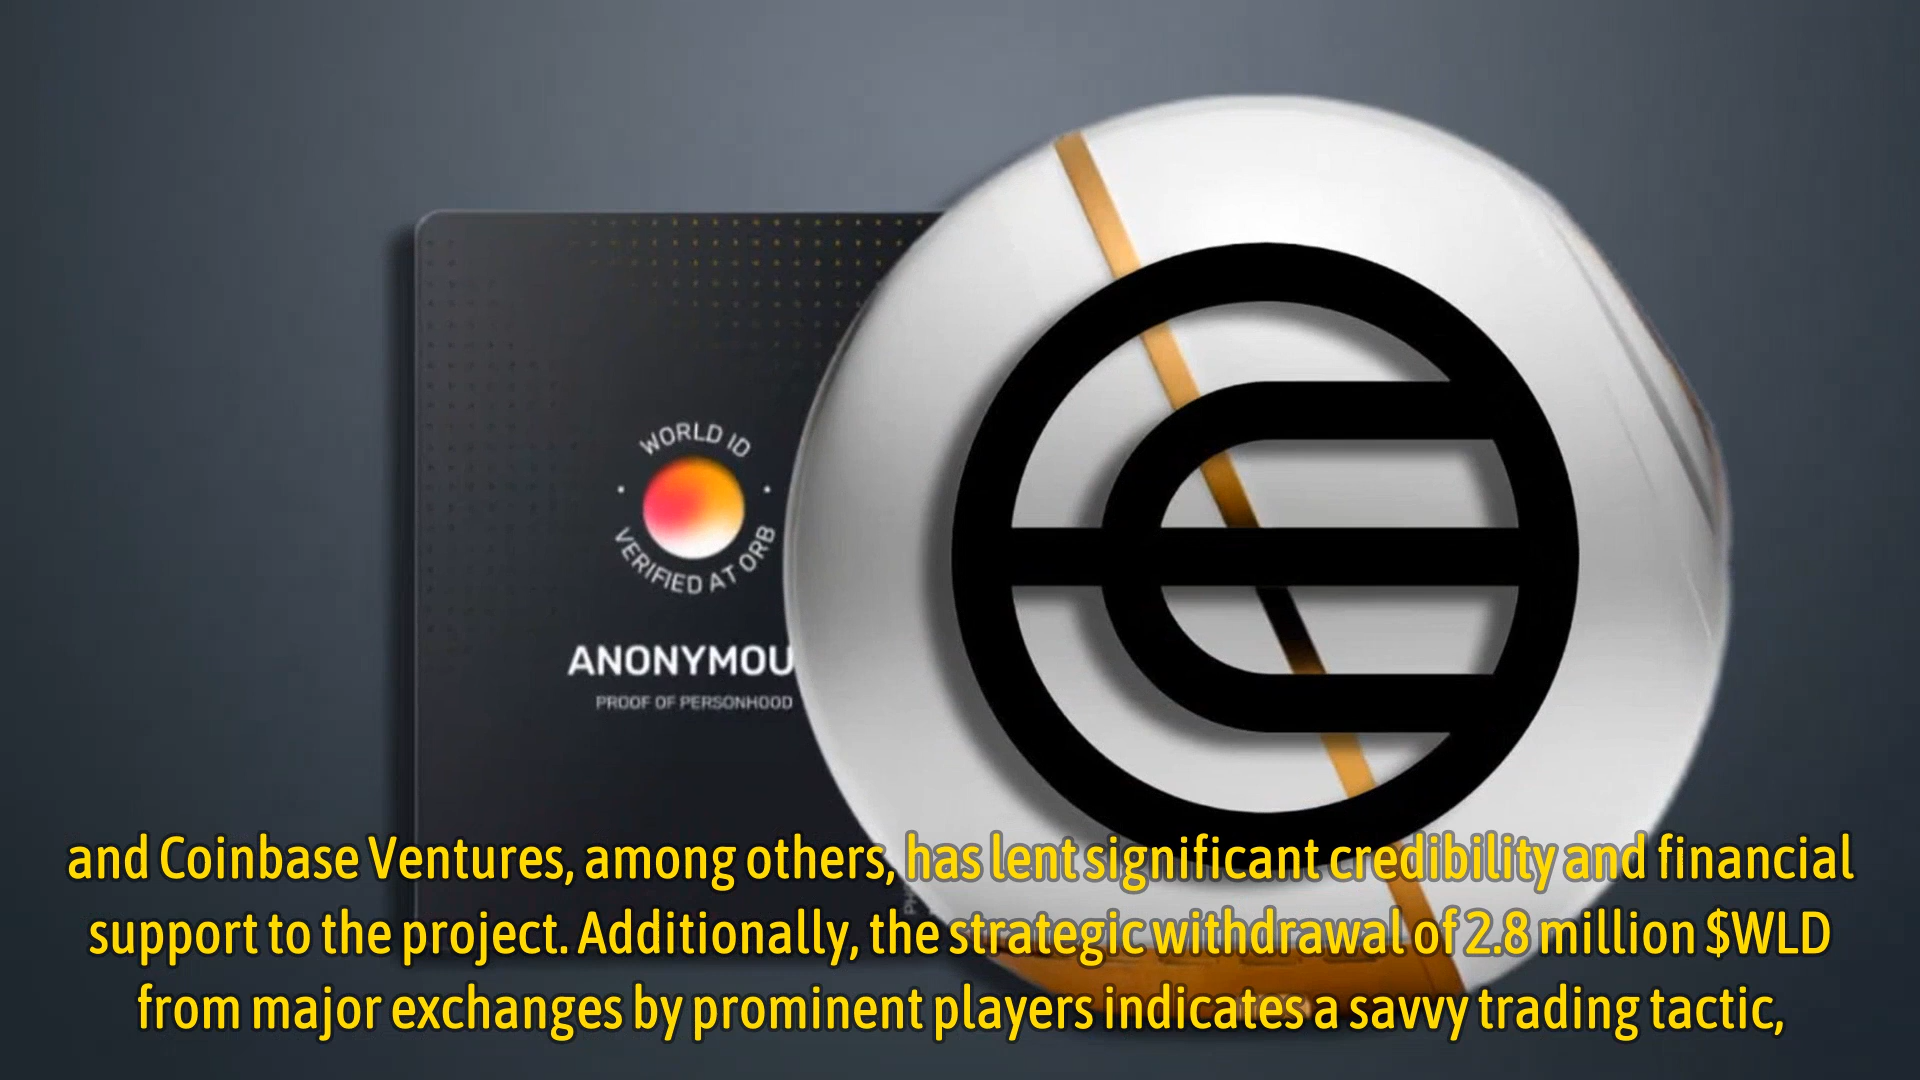 WORLD ID
VERIFIED AT ORB
ANONYMOU
PROOF OF PERSONHOOD
and Coinbase Ventures, among others, has lent significant credibility and financial
support to the project. Additionally, the strategic withdrawal of 2.8 million $WLD
from major exchanges by prominent players indicates a savvy trading tactic,